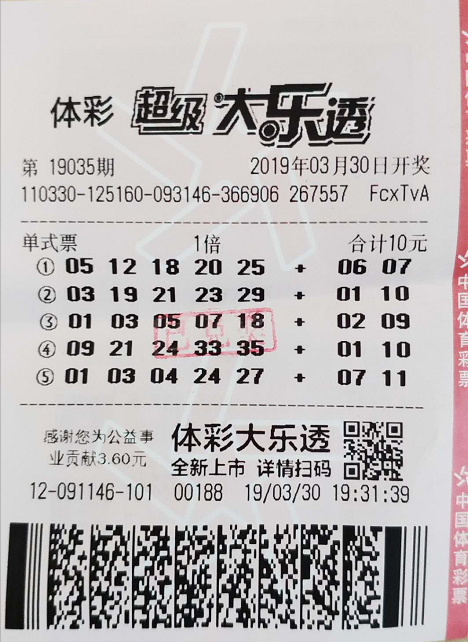 体彩 超级大乐透
第 19035期 2019年03月30日开奖
110330-125160-093146-366906 267557 FcxTvA
单式票 1倍 合计10元
① 05 12 18 20 25 + 06 07
② 03 19 21 23 29 + 01 10
③ 01 03 05 07 18 + 02 09
④ 09 21 24 33 35 + 01 10
⑤ 01 03 04 24 27 + 07 11
感谢您为公益事
业贡献3.60元
体彩大乐透
全新上市 详情扫码
12-091146-101 00188 19/03/30 19:31:39
中国体育彩票
中国体育彩票